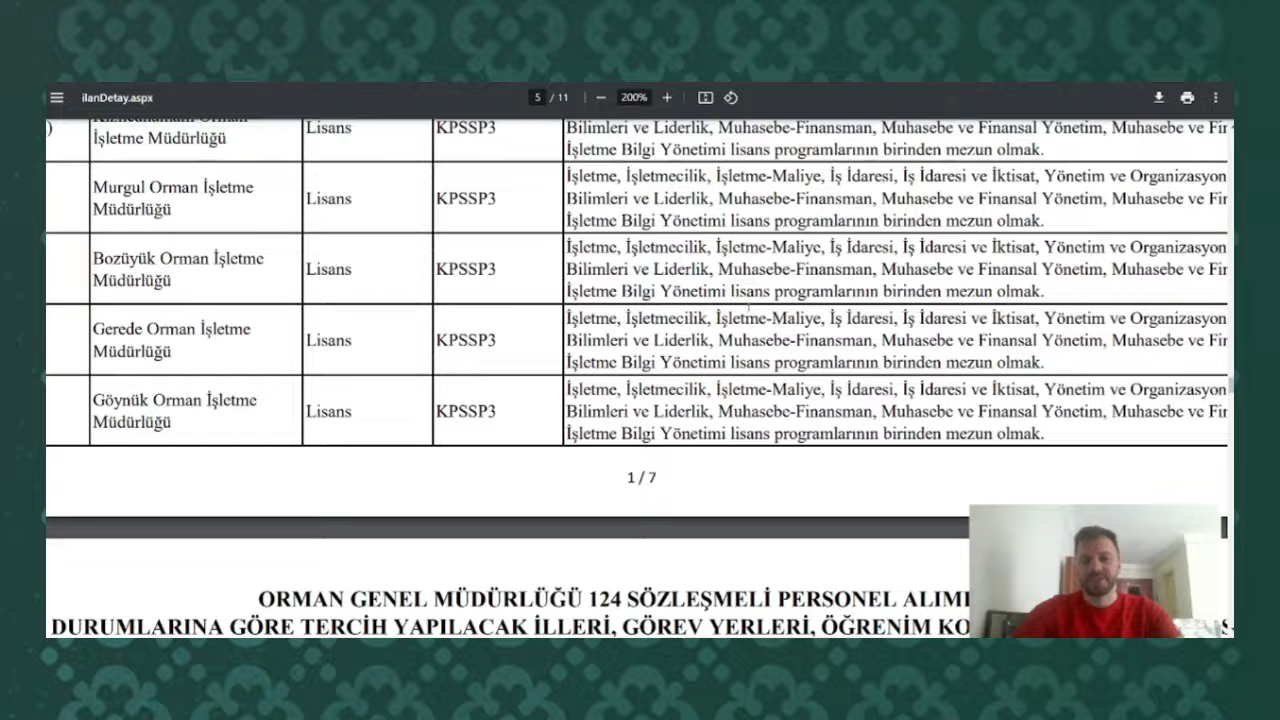 ilanDetay.aspx
5 / 11
200%
)
İşletme Müdürlüğü
Lisans
KPSSP3
Bilimleri ve Liderlik, Muhasebe-Finansman, Muhasebe ve Finansal Yönetim, Muhasebe ve Fir
İşletme Bilgi Yönetimi lisans programlarının birinden mezun olmak.
Murgul Orman İşletme
Müdürlüğü
Lisans
KPSSP3
İşletme, İşletmecilik, İşletme-Maliye, İş İdaresi, İş İdaresi ve İktisat, Yönetim ve Organizasyon
Bilimleri ve Liderlik, Muhasebe-Finansman, Muhasebe ve Finansal Yönetim, Muhasebe ve Fir
İşletme Bilgi Yönetimi lisans programlarının birinden mezun olmak.
Bozüyük Orman İşletme
Müdürlüğü
Lisans
KPSSP3
İşletme, İşletmecilik, İşletme-Maliye, İş İdaresi, İş İdaresi ve İktisat, Yönetim ve Organizasyon
Bilimleri ve Liderlik, Muhasebe-Finansman, Muhasebe ve Finansal Yönetim, Muhasebe ve Fir
İşletme Bilgi Yönetimi lisans programlarının birinden mezun olmak.
Gerede Orman İşletme
Müdürlüğü
Lisans
KPSSP3
İşletme, İşletmecilik, İşletme-Maliye, İş İdaresi, İş İdaresi ve İktisat, Yönetim ve Organizasyon
Bilimleri ve Liderlik, Muhasebe-Finansman, Muhasebe ve Finansal Yönetim, Muhasebe ve Fir
İşletme Bilgi Yönetimi lisans programlarının birinden mezun olmak.
Göynük Orman İşletme
Müdürlüğü
Lisans
KPSSP3
İşletme, İşletmecilik, İşletme-Maliye, İş İdaresi, İş İdaresi ve İktisat, Yönetim ve Organizasyon
Bilimleri ve Liderlik, Muhasebe-Finansman, Muhasebe ve Finansal Yönetim, Muhasebe ve Fir
İşletme Bilgi Yönetimi lisans programlarının birinden mezun olmak.
1 / 7
ORMAN GENEL MÜDÜRLÜĞÜ 124 SÖZLEŞMELİ PERSONEL ALIMI
DURUMLARINA GÖRE TERCİH YAPILACAK İLLERİ, GÖREV YERLERİ, ÖĞRENİM KO